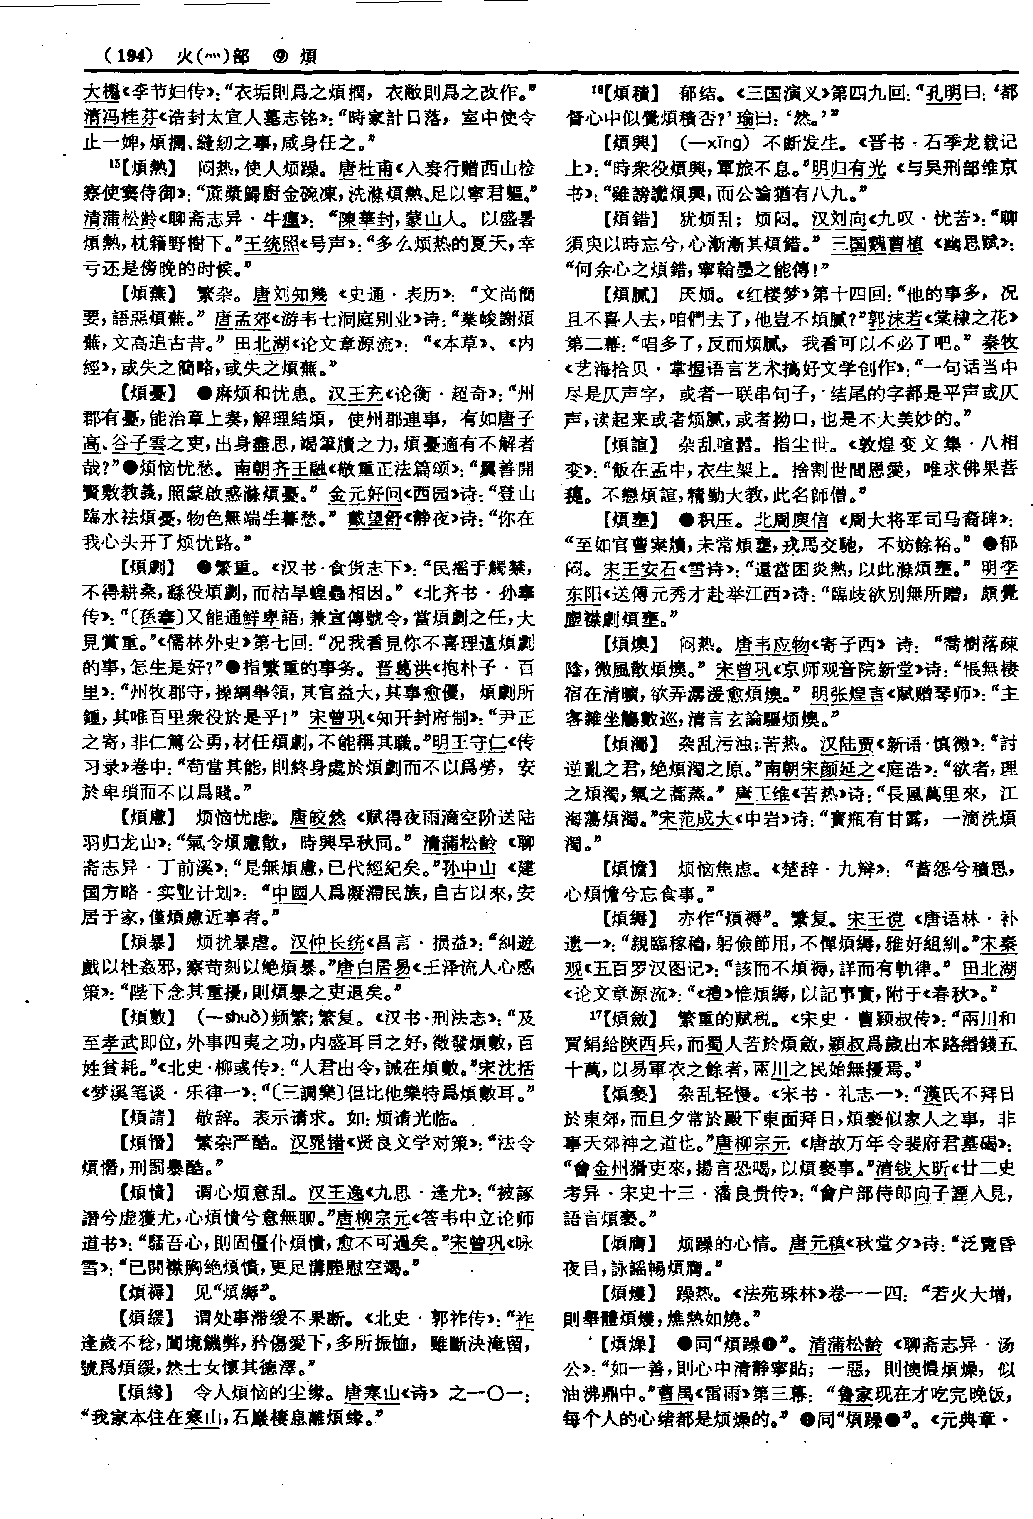 (194) 火(灬)部 ⑨ 煩
大槐《李节妇传》:“衣垢則爲之煩撋，衣敝則爲之改作。”
清冯桂芬《诰封太宜人墓志铭》:“時家計日落，室中使令
止一婢，煩撋、縫紉之事，咸身任之。”
15【煩熱】 闷热，使人烦躁。唐杜甫《入奏行赠西山检
察使窦侍御》:“蔗漿歸廚金碗凍，洗滌煩熱、足以寧君軀。”
清蒲松龄《聊斋志异·牛癀》:“陳華封，蒙山人。以盛暑
煩熱，枕籍野樹下。”王统照《号声》:“多么烦热的夏天，幸
亏还是傍晚的时候。”
【煩蕪】 繁杂。唐刘知幾《史通·表历》:“文尚簡
要，語惡煩蕪。”唐孟郊《游韦七洞庭别业》诗:“業峻謝煩
蕪，文高追古昔。”田北湖《论文章源流》:“《本草》、《内
經》，或失之簡略，或失之煩蕪。”
【煩憂】 ●麻烦和忧患。汉王充《论衡·超奇》:“州
郡有憂，能治章上奏，解理結煩，使州郡連事，有如唐子
高、谷子雲之吏，出身盡思，竭筆牘之力，煩憂適有不解者
哉?”●烦恼忧愁。南朝齐王融《敬重正法篇颂》:“翼善開
賢敷教義，照蒙啟惑滌煩憂。”金元好问《西园》诗:“登山
臨水祛煩憂，物色無端生暮愁。”戴望舒《静夜》诗:“你在
我心头开了烦忧路。”
【煩劇】 ●繁重。《汉书·食货志下》:“民摇手觸禁，
不得耕桑，繇役煩劇，而枯旱蝗蟲相因。”《北齐书·孙搴
传》:“〔孫搴〕又能通鮮卑語，兼宣傳號令，當煩劇之任，大
見賞重。”《儒林外史》第七回:“况我看見你不喜理這煩劇
的事，怎生是好?”●指繁重的事务。晋葛洪《抱朴子·百
里》:“州牧郡守，操綱舉領，其官益大，其事愈優，煩劇所
鍾，其唯百里衆役於是乎!”宋曾巩《知开封府制》:“尹正
之寄，非仁篤公勇，材任煩劇，不能稱其職。”明王守仁《传
习录》卷中:“苟當其能，則終身處於煩劇而不以爲勞，安
於卑瑣而不以爲賤。”
【煩慮】 烦恼忧虑。唐皎然《赋得夜雨滴空阶送陆
羽归龙山》:“氣令煩慮散，時與早秋同。”清蒲松龄《聊
斋志异·丁前溪》:“是無煩慮，已代經紀矣。”孙中山《建
国方略·实业计划》:“中國人爲凝滯民族，自古以來，安
居于家，僅煩慮近事者。”
【煩暴】 烦扰暴虐。汉仲长统《昌言·损益》:“糾遊
戲以杜姦邪，察苛刻以絶煩暴。”唐白居易《王泽流人心感
策》:“陛下念其重擾，則煩暴之吏退矣。”
【煩數】 (—shuò)频繁;繁复。《汉书·刑法志》:“及
至孝武即位，外事四夷之功，内盛耳目之好，徵發煩數，百
姓貧耗。”《北史·柳彧传》:“人君出令，誡在煩數。”宋沈括
《梦溪笔谈·乐律一》:“〔三調樂〕但比他樂特爲煩數耳。”
【煩請】 敬辞。表示请求。如:烦请光临。
【煩憯】 繁杂严酷。汉晁错《贤良文学对策》:“法令
煩憯，刑罰暴酷。”
【煩憒】 谓心烦意乱。汉王逸《九思·逢尤》:“被諑
譖兮虚獲尤，心煩憒兮意無聊。”唐柳宗元《答韦中立论师
道书》:“騷吾心，則固僵仆煩憒，愈不可過矣。”宋曾巩《咏
雪》:“已開襟胸絶煩憒，更足溝塍慰空竭。”
【煩褥】 见“煩縟”。
【煩緩】 谓处事滞缓不果断。《北史·郭祚传》:“祚
逢歲不稔，闔境饑弊，矜傷愛下，多所振恤，雖斷決淹留，
號爲煩緩，然士女懷其德澤。”
【煩緣】 令人烦恼的尘缘。唐寒山《诗》之一〇一:
“我家本住在寒山，石巖棲息離煩緣。”
16【煩積】 郁结。《三国演义》第四九回:“孔明曰:‘都
督心中似覺煩積否?’瑜曰:‘然。’”
【煩興】 (—xīng) 不断发生。《晋书·石季龙载记
上》:“時衆役煩興，軍旅不息。”明归有光《与吴刑部维京
书》:“雖謗讟煩興，而公論猶有八九。”
【煩錯】 犹烦乱;烦闷。汉刘向《九叹·忧苦》:“聊
須臾以時忘兮，心漸漸其煩錯。”三国魏曹植《幽思赋》:
“何余心之煩錯，寧翰墨之能傳!”
【煩膩】 厌烦。《红楼梦》第十四回:“他的事多，况
且不喜人去，咱們去了，他豈不煩膩?”郭沫若《棠棣之花》
第二幕:“唱多了，反而烦腻，我看可以不必了吧。”秦牧
《艺海拾贝·掌握语言艺术搞好文学创作》:“一句话当中
尽是仄声字，或者一联串句子，结尾的字都是平声或仄
声，读起来或者烦腻，或者拗口，也是不大美妙的。”
【煩諠】 杂乱喧嚣。指尘世。《敦煌变文集·八相
变》:“飯在盂中，衣生架上。捨割世間恩愛，唯求佛果菩
提。不戀煩諠，精勤大教，此名師僧。”
【煩壅】 ●积压。北周庾信《周大将军司马裔碑》:
“至如官曹案牘，未常煩壅，戎馬交馳，不妨餘裕。”●郁
闷。宋王安石《雪诗》:“還當困炎熱，以此滌煩壅。”明李
东阳《送傅元秀才赴举江西》诗:“臨歧欲别無所贈，頗覺
塵襟劇煩壅。”
【煩燠】 闷热。唐韦应物《寄子西》诗:“喬樹落疎
陰，微風散煩燠。”宋曾巩《京师观音院新堂》诗:“悵無棲
宿在清曠，欲弄潺湲愈煩燠。”明张煌言《赋赠琴师》:“主
客雜坐觴數巡，清言玄論驅煩燠。”
【煩濁】 杂乱污浊;苦热。汉陆贾《新语·慎微》:“討
逆亂之君，絶煩濁之原。”南朝宋颜延之《庭诰》:“欲者，理
之煩濁，氣之蒿蒸。”唐王维《苦热》诗:“長風萬里來，江
海蕩煩濁。”宋范成大《中岩》诗:“寶瓶有甘露，一滴洗煩
濁。”
【煩憺】 烦恼焦虑。《楚辞·九辩》:“蓄怨兮積思，
心煩憺兮忘食事。”
【煩縟】 亦作“煩褥”。繁复。宋王谠《唐语林·补
遗一》:“親臨稼穡，躬儉節用，不憚煩縟，雅好組紃。”宋秦
观《五百罗汉图记》:“該而不煩褥，詳而有軌律。”田北湖
《论文章源流》:“《禮》惟煩縟，以記事實，附于《春秋》。”
17【煩斂】 繁重的赋税。《宋史·曹颖叔传》:“兩川和
買絹給陝西兵，而蜀人苦於煩斂，穎叔爲歲出本路緡錢五
十萬，以易軍衣之餘者，兩川之民始無擾焉。”
【煩褻】 杂乱轻慢。《宋书·礼志一》:“漢氏不拜日
於東郊，而旦夕常於殿下東面拜日，煩褻似家人之事，非
事天郊神之道也。”唐柳宗元《唐故万年令裴府君墓碣》:
“會金州猾吏來，揚言恐喝，以煩褻事。”清钱大昕《廿二史
考异·宋史十三·潘良贵传》:“會户部侍郎向子諲入見，
語言煩褻。”
【煩膺】 烦躁的心情。唐元稹《秋堂夕》诗:“泛覽昏
夜目，詠謠暢煩膺。”
【煩爊】 躁热。《法苑珠林》卷一一四:“若火大增，
則舉體煩爊，燋熱如燒。”
【煩燥】 ●同“煩躁●”。清蒲松龄《聊斋志异·汤
公》:“如一善，則心中清静寧貼;一惡，則懊憹煩燥，似
油沸鼎中。”曹禺《雷雨》第三幕:“鲁家现在才吃完晚饭，
每个人的心绪都是烦燥的。”●同“煩躁●”。《元典章·